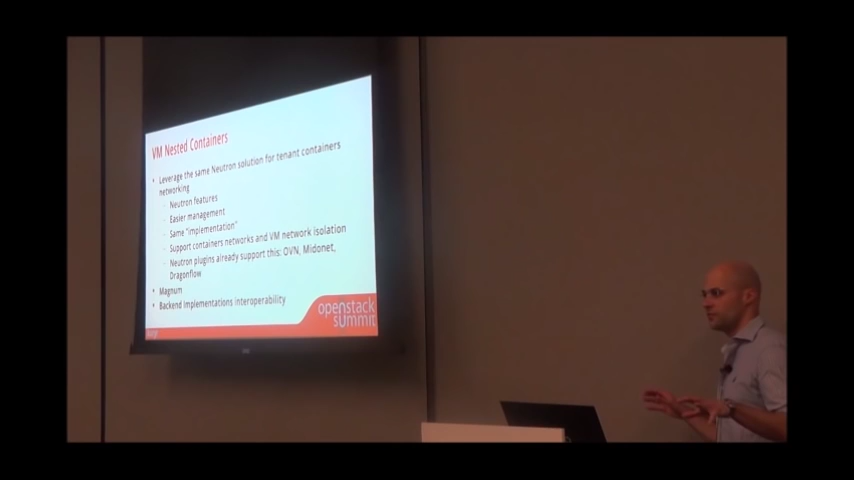 VM Nested Containers
• Leverage the same Neutron solution for tenant containers
networking
- Neutron features
- Easier management
- Same "implementation"
- Support containers networks and VM network isolation
- Neutron plugins already support this: OVN, Midonet,
Dragonflow
• Magnum
• Backend Implementations interoperability
openstack
summit